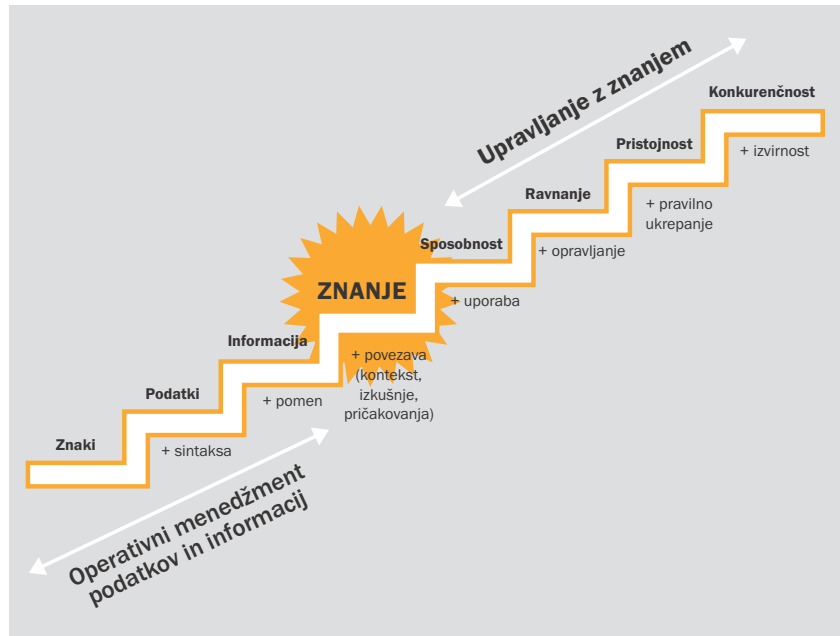 Znaki
Podatki
+ sintaksa
Informacija
+ pomen
ZNANJE
+ povezava
(kontekst,
izkušnje,
pričakovanja)
Sposobnost
+ uporaba
Ravnanje
+ opravljanje
Pristojnost
+ pravilno
ukrepanje
Konkurenčnost
+ izvirnost
Upravljanje z znanjem
Operativni menedžment
podatkov in informacij